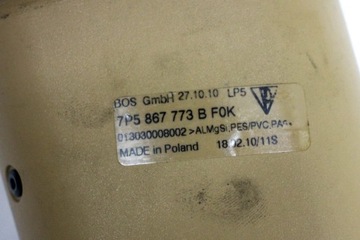 BOS GmbH 27.10.10 LP5
7P5 867 773 B F0K
013030008002 >ALMgSi,PES/PVC,PA6<
MADE in Poland 18.02.10/11S